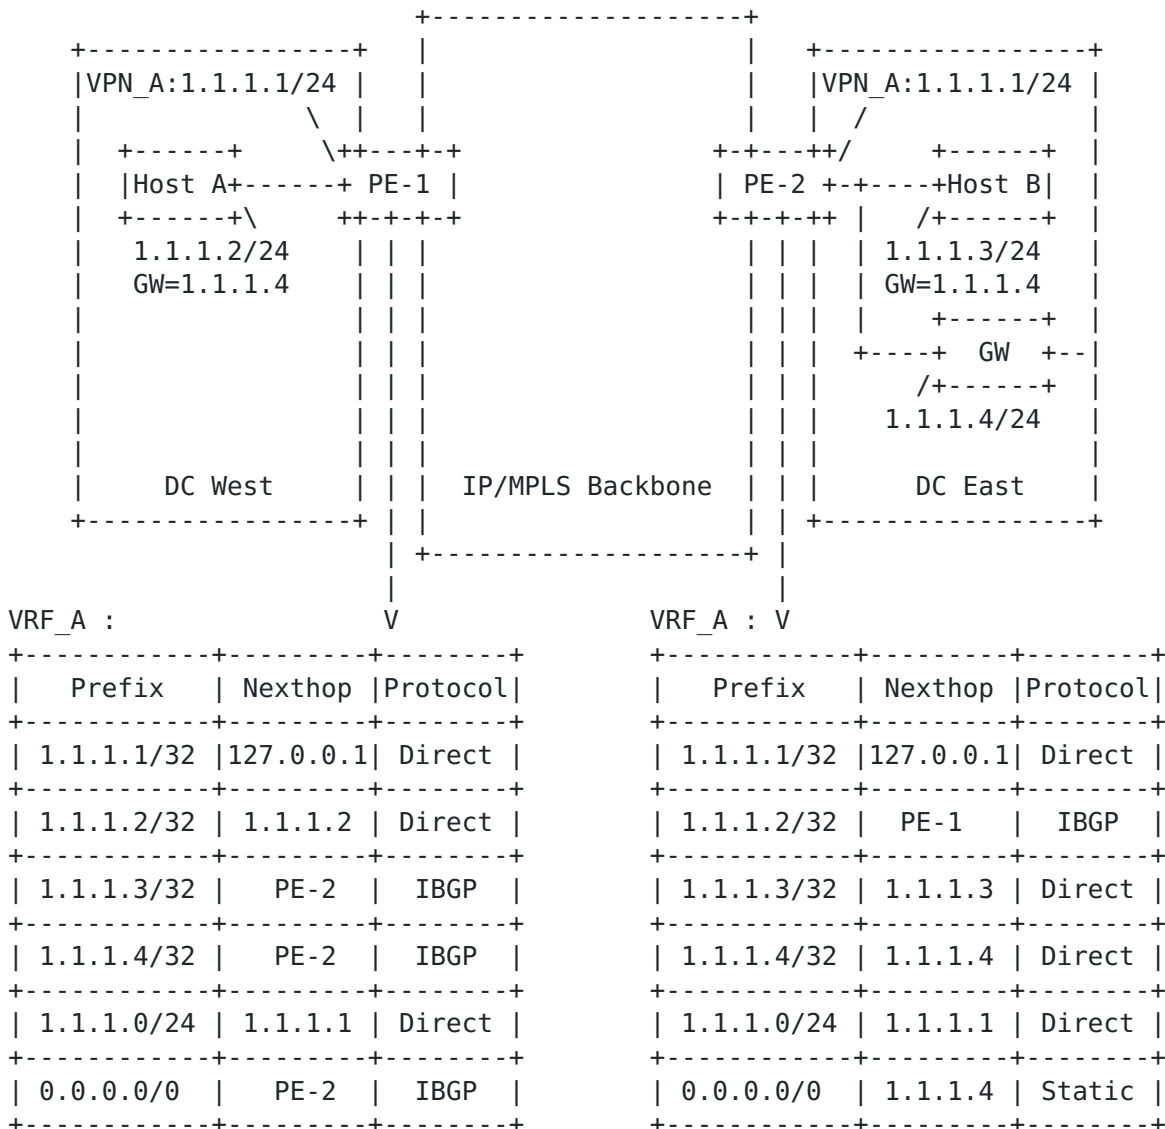 VPN_A:1.1.1.1/24 VPN_A:1.1.1.1/24
Host A PE-1 PE-2 Host B
1.1.1.2/24 1.1.1.3/24
GW=1.1.1.4 GW=1.1.1.4
GW
1.1.1.4/24
DC West IP/MPLS Backbone DC East
VRF_A : V VRF_A : V
Prefix Nexthop Protocol Prefix Nexthop Protocol
1.1.1.1/32 127.0.0.1 Direct 1.1.1.1/32 127.0.0.1 Direct
1.1.1.2/32 1.1.1.2 Direct 1.1.1.2/32 PE-1 IBGP
1.1.1.3/32 PE-2 IBGP 1.1.1.3/32 1.1.1.3 Direct
1.1.1.4/32 PE-2 IBGP 1.1.1.4/32 1.1.1.4 Direct
1.1.1.0/24 1.1.1.1 Direct 1.1.1.0/24 1.1.1.1 Direct
0.0.0.0/0 PE-2 IBGP 0.0.0.0/0 1.1.1.4 Static